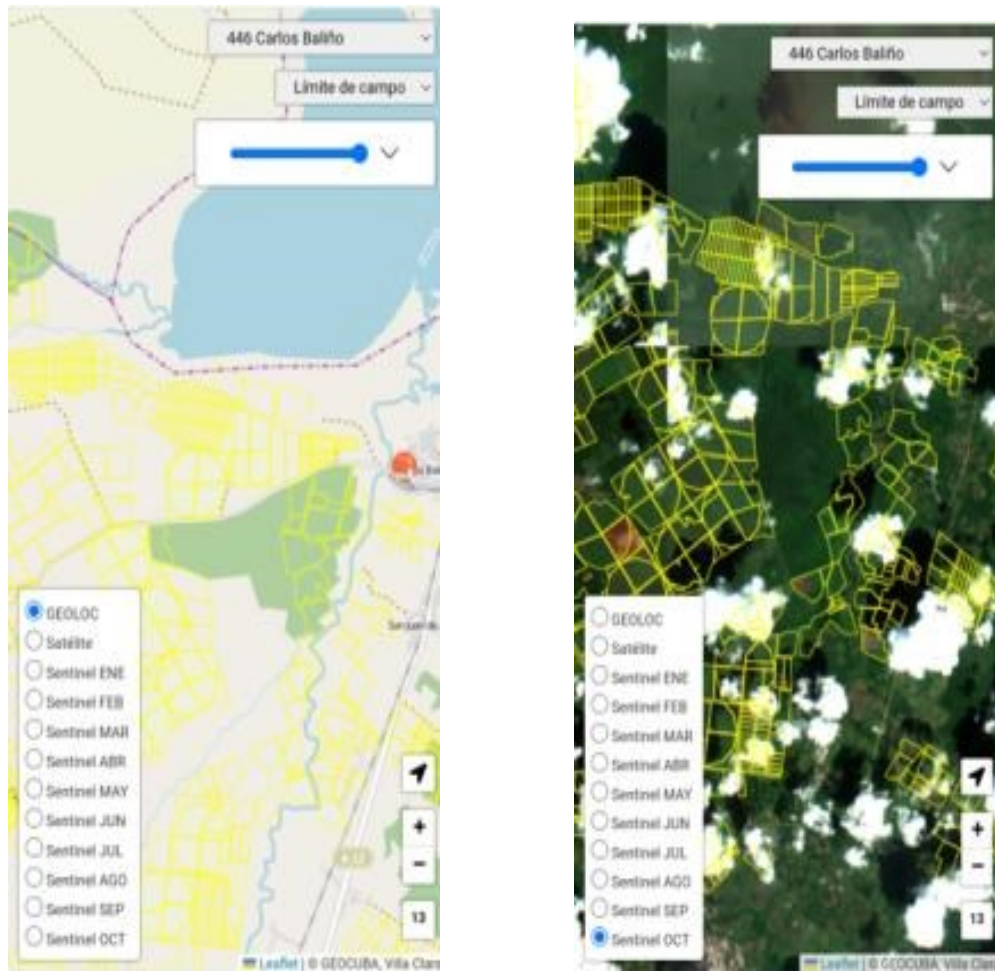 446 Carlos Baliño
Límite de campo
GEOLOC
Satélite
Sentinel ENE
Sentinel FEB
Sentinel MAR
Sentinel ABR
Sentinel MAY
Sentinel JUN
Sentinel JUL
Sentinel AGO
Sentinel SEP
Sentinel OCT
+
−
13
Leaflet | © GEOCUBA, Villa Clara
446 Carlos Baliño
Límite de campo
GEOLOC
Satélite
Sentinel ENE
Sentinel FEB
Sentinel MAR
Sentinel ABR
Sentinel MAY
Sentinel JUN
Sentinel JUL
Sentinel AGO
Sentinel SEP
Sentinel OCT
+
−
13
Leaflet | © GEOCUBA, Villa Clar